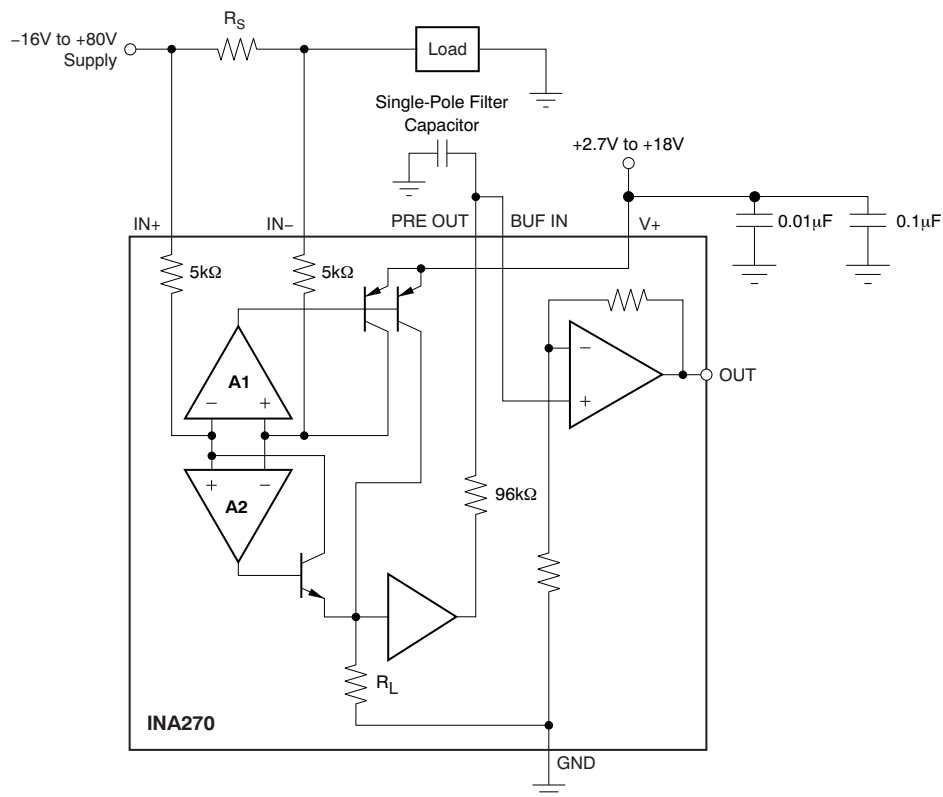 R_S
−16V to +80V
Supply
Load
Single-Pole Filter
Capacitor
+2.7V to +18V
IN+
IN−
PRE OUT
BUF IN
V+
0.01μF
0.1μF
5kΩ
5kΩ
A1
−
+
−
+
OUT
+
−
A2
96kΩ
R_L
INA270
GND